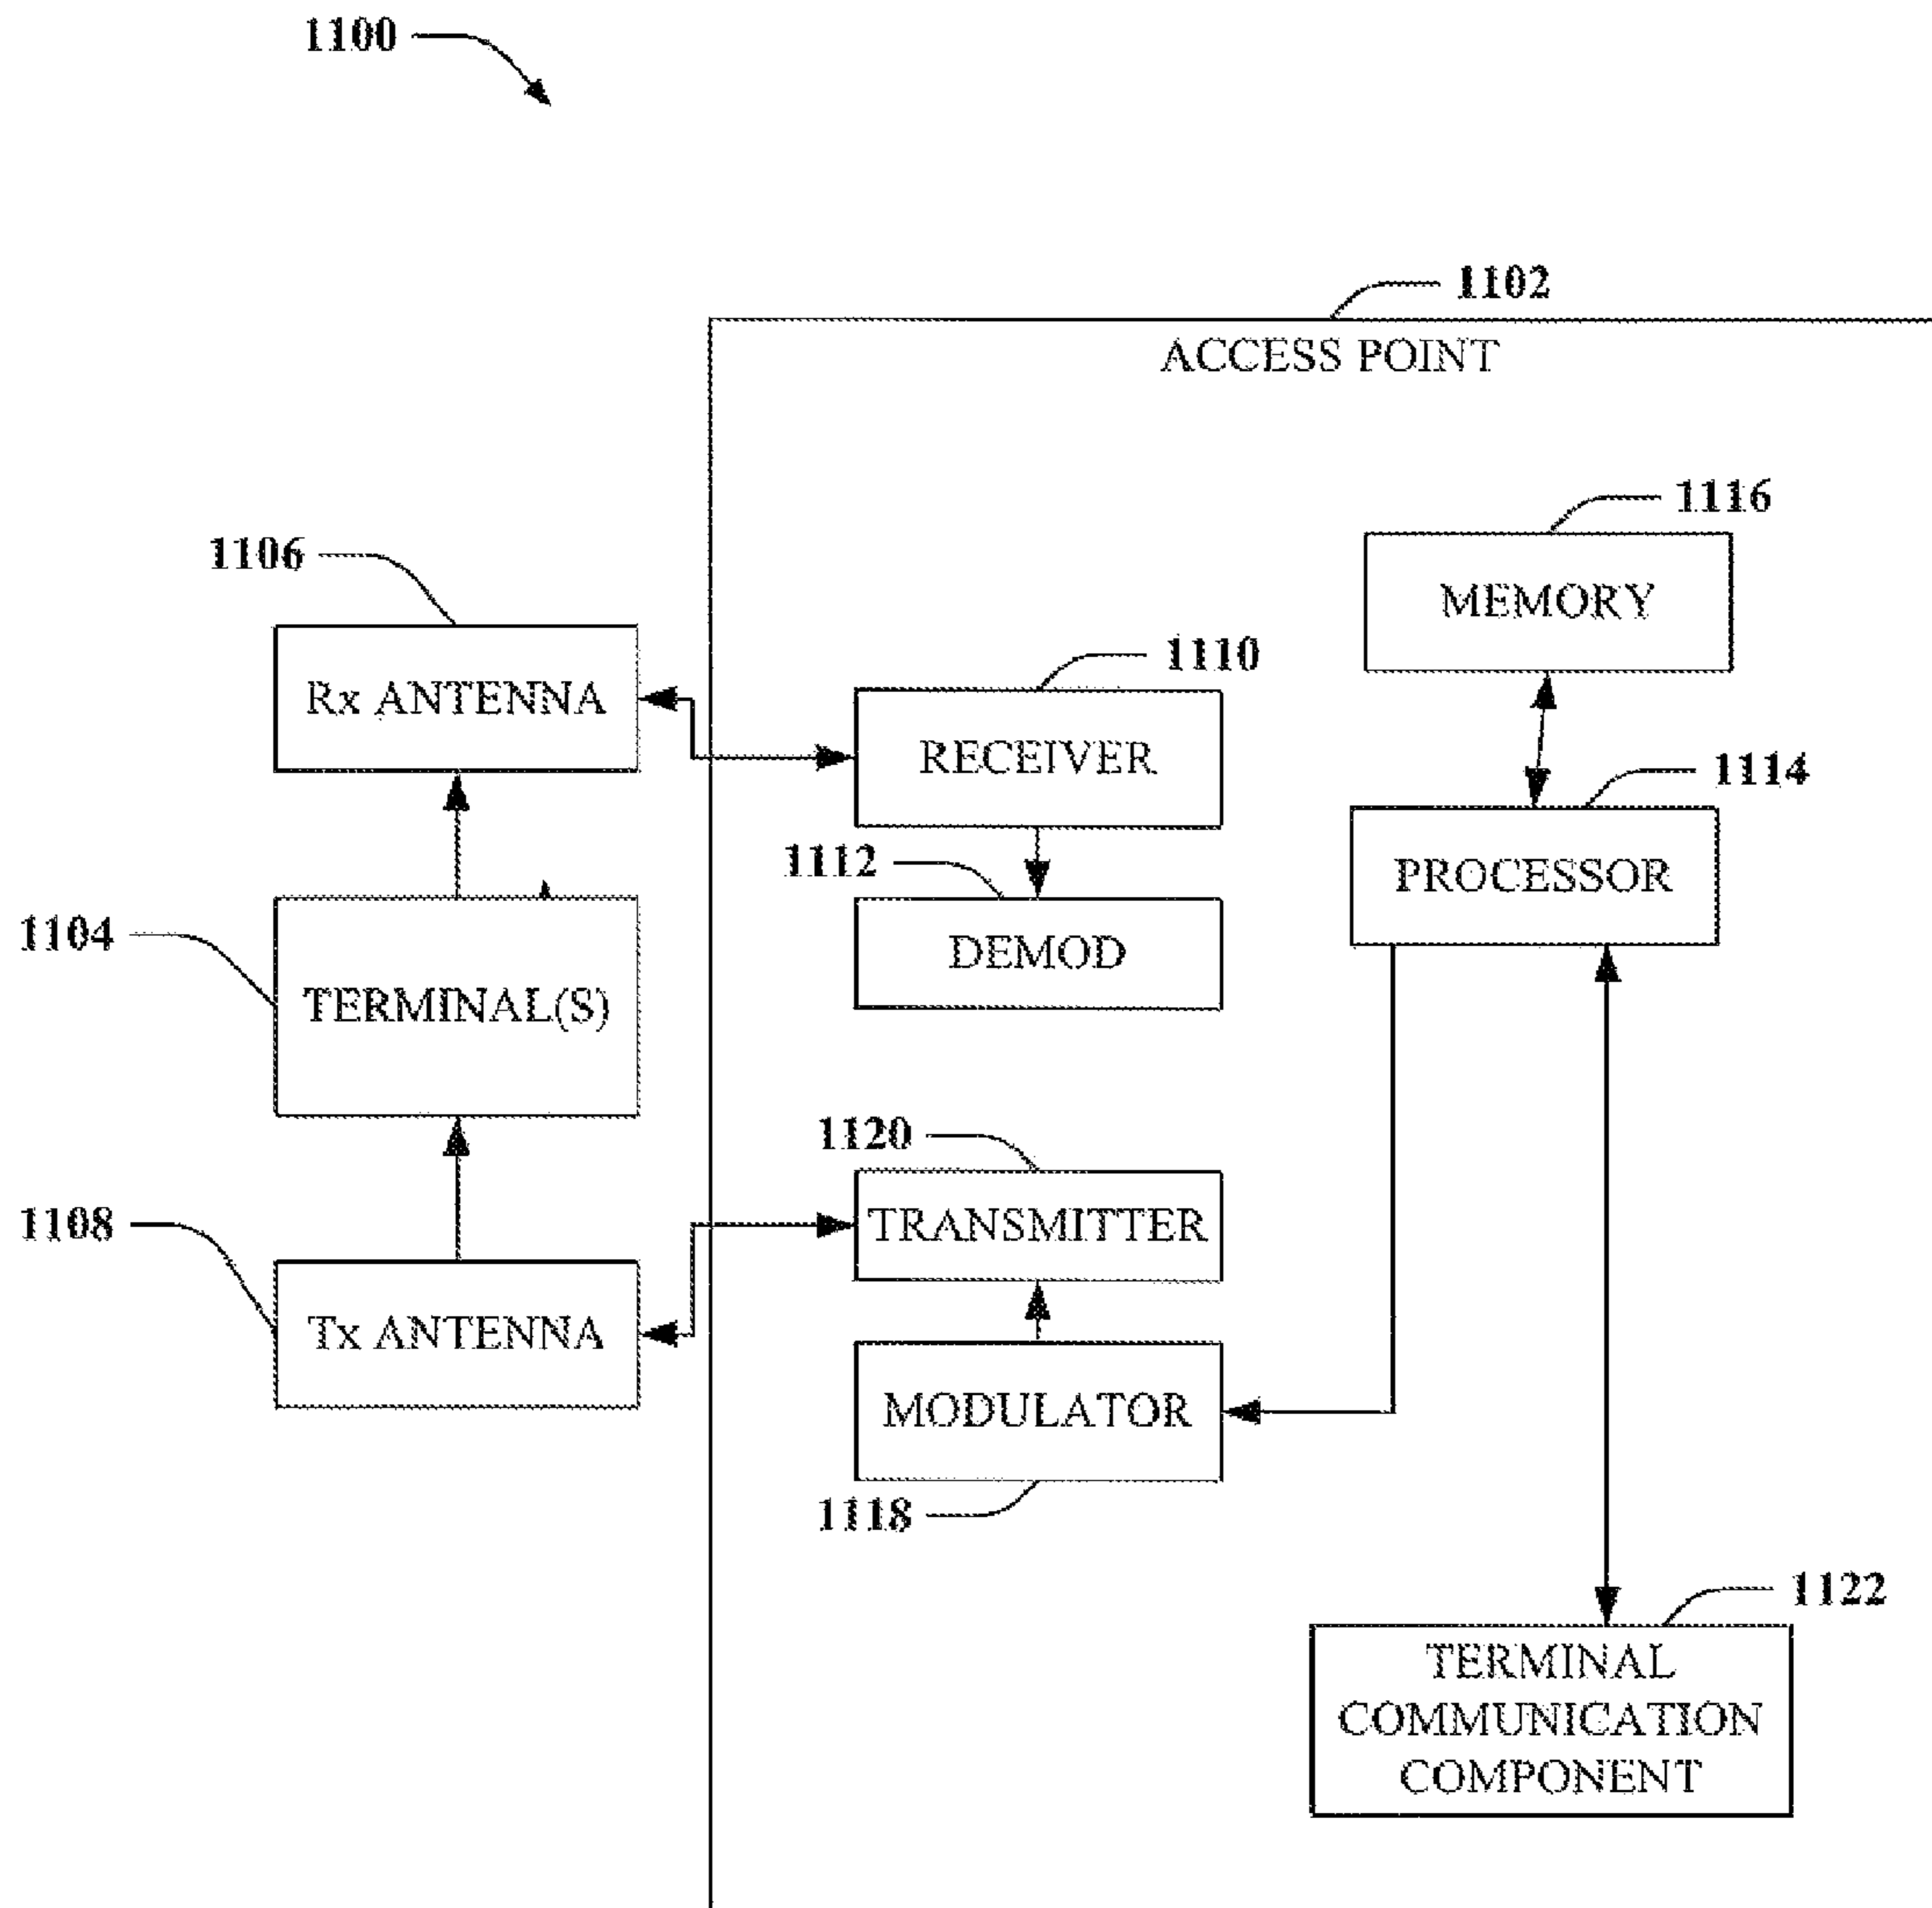 1100
1102
ACCESS POINT
1116
MEMORY
1106
Rx ANTENNA
1110
RECEIVER
1114
PROCESSOR
1112
DEMOD
1104
TERMINAL(S)
1120
TRANSMITTER
1108
Tx ANTENNA
MODULATOR
1118
1122
TERMINAL
COMMUNICATION
COMPONENT